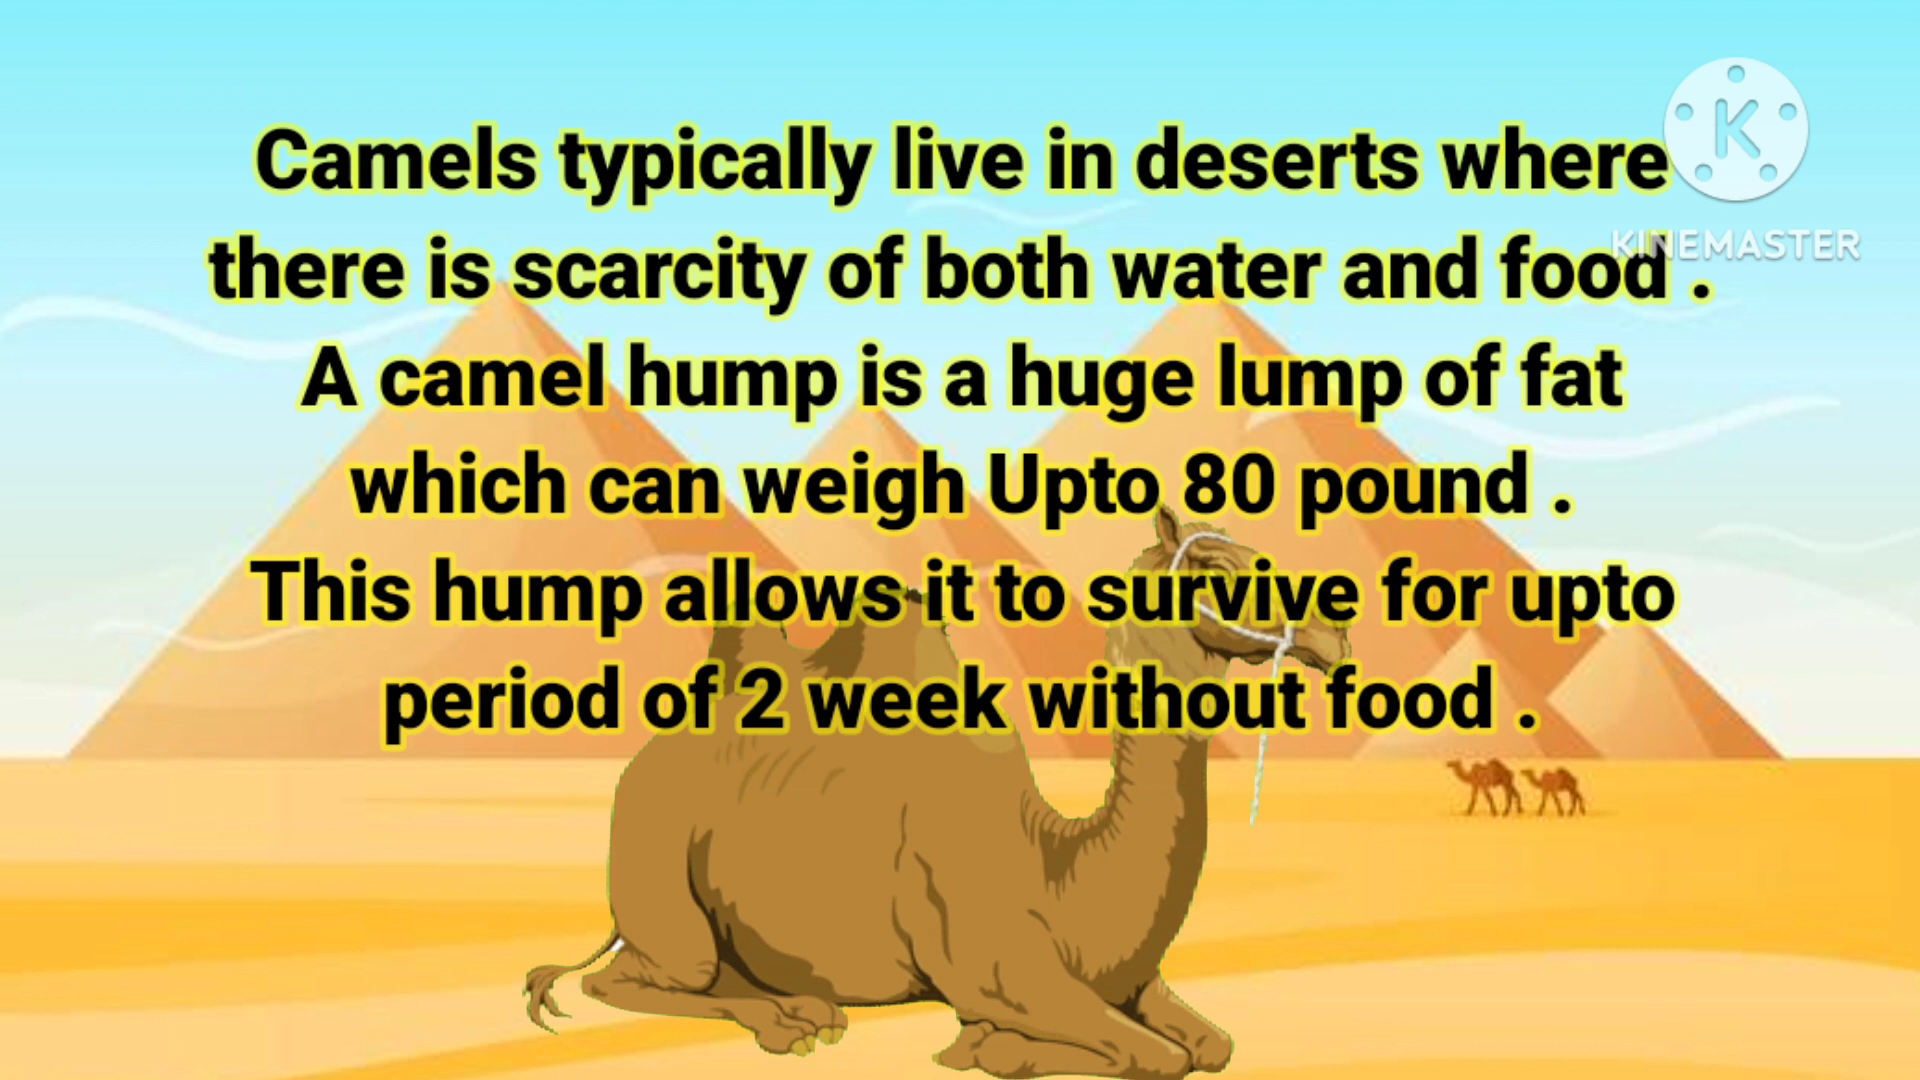 Camels typically live in deserts where
there is scarcity of both water and food .
A camel hump is a huge lump of fat
which can weigh Upto 80 pound .
This hump allows it to survive for upto
period of 2 week without food .
K
KINEMASTER